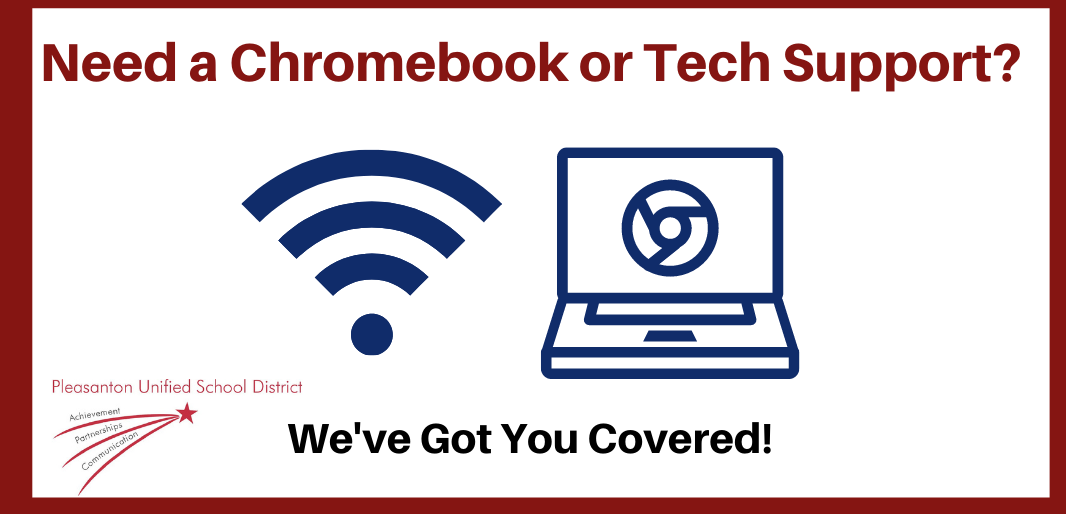 Need a Chromebook or Tech Support?
Pleasanton Unified School District
Achievement
Partnerships
Communication
We've Got You Covered!